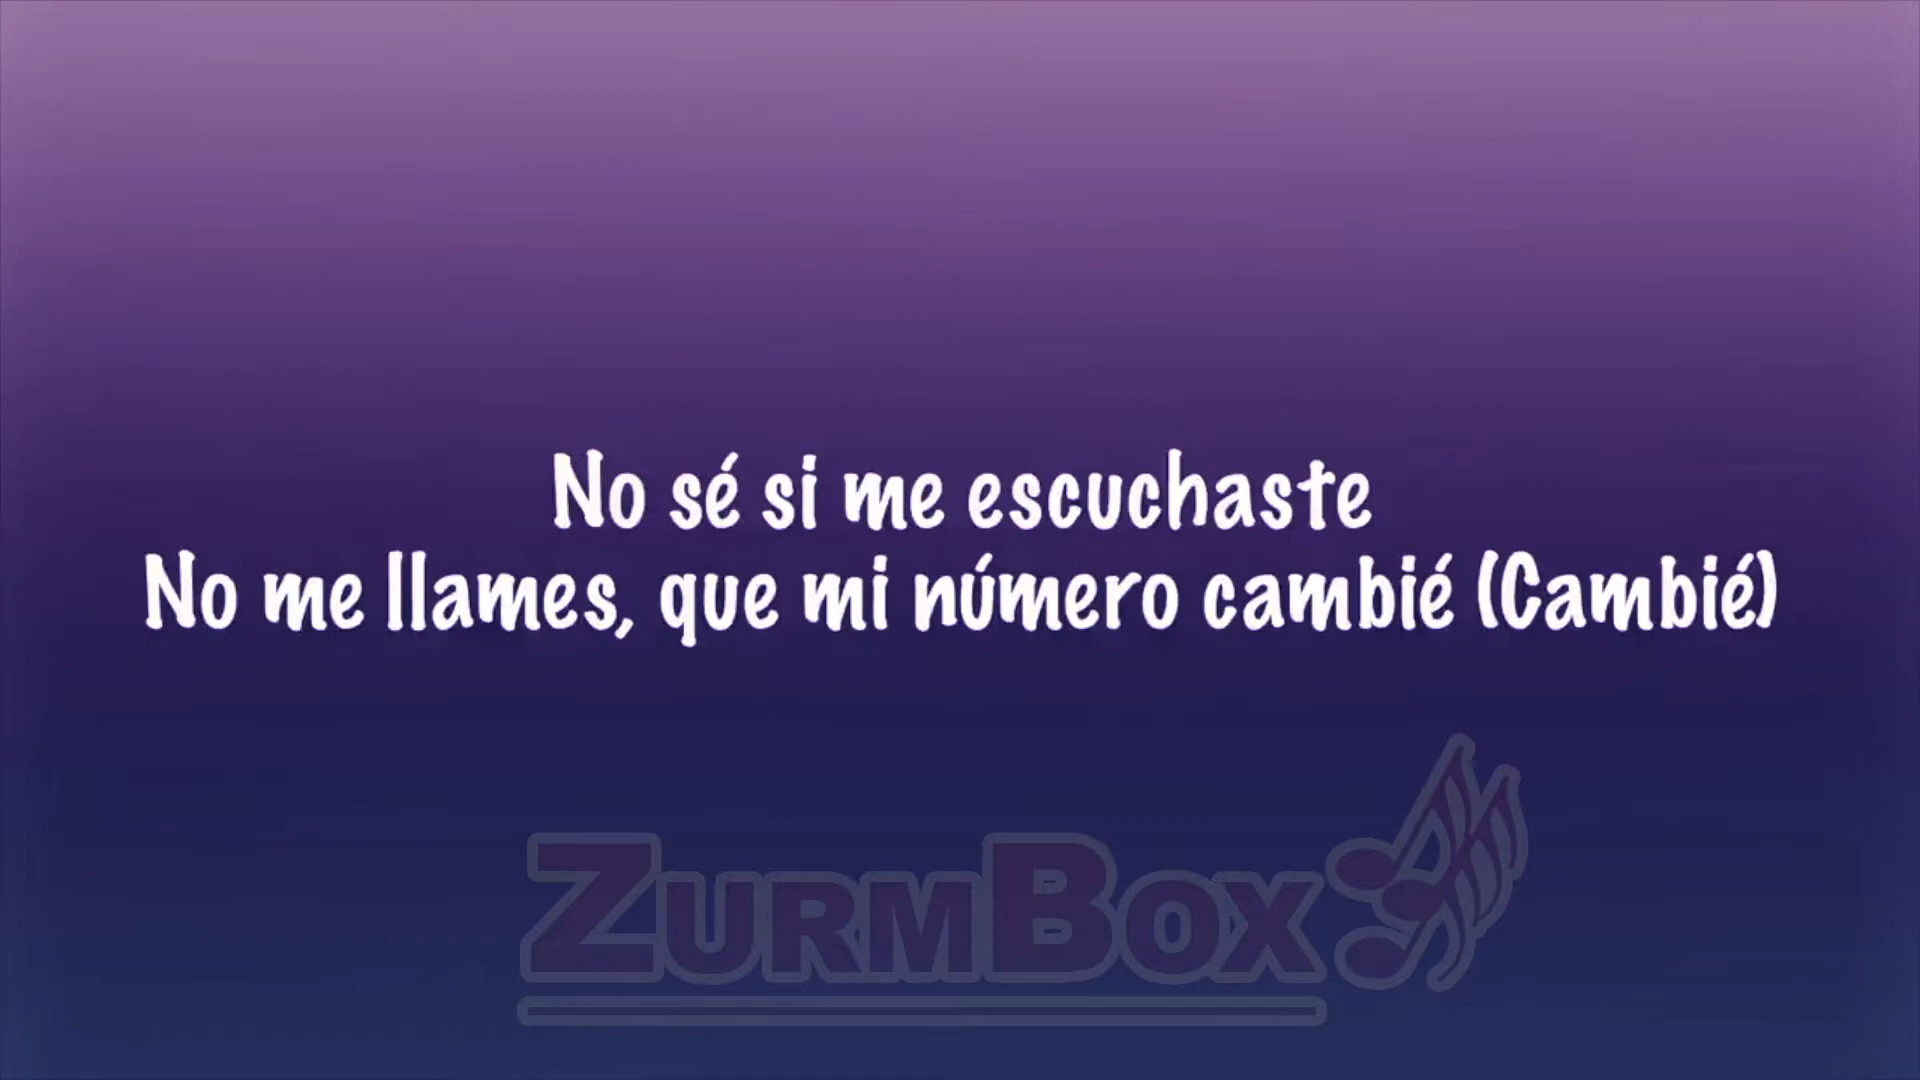 No sé si me escuchaste
No me llames, que mi número cambié (Cambié)
ZURMBOX